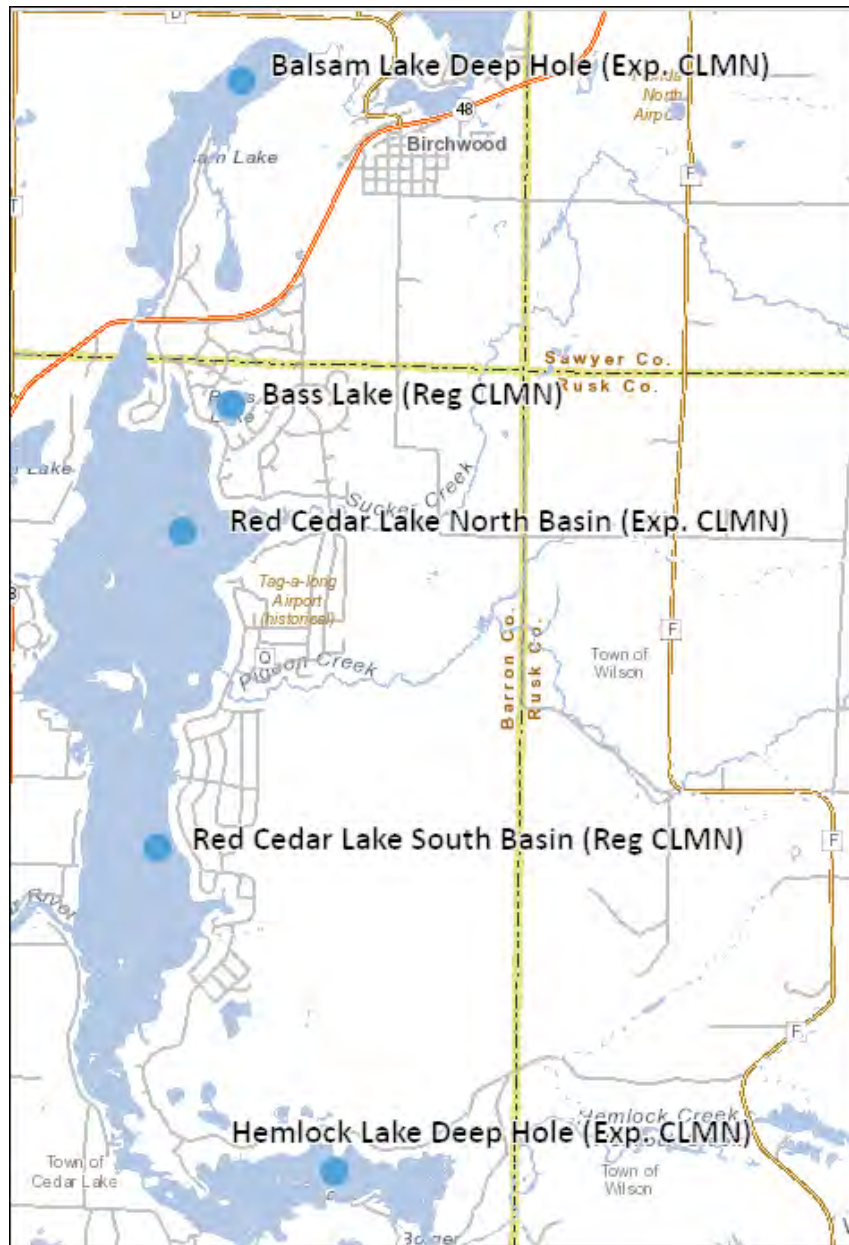 D
Balsam Lake Deep Hole (Exp. CLMN)
North
Airport
48
Birchwood
Lake
F
T
Sawyer Co.
Rusk Co.
Bass Lake (Reg CLMN)
Lake
Sucker Creek
Red Cedar Lake North Basin (Exp. CLMN)
Tag-a-long
Airport
(historical)
Q
Pigeon Creek
Barron Co.
Rusk Co.
F
Town of
Wilson
Red Cedar Lake South Basin (Reg CLMN)
F
River
F
Hemlock Creek
Hemlock Lake Deep Hole (Exp. CLMN)
Town of
Cedar Lake
Town of
Wilson